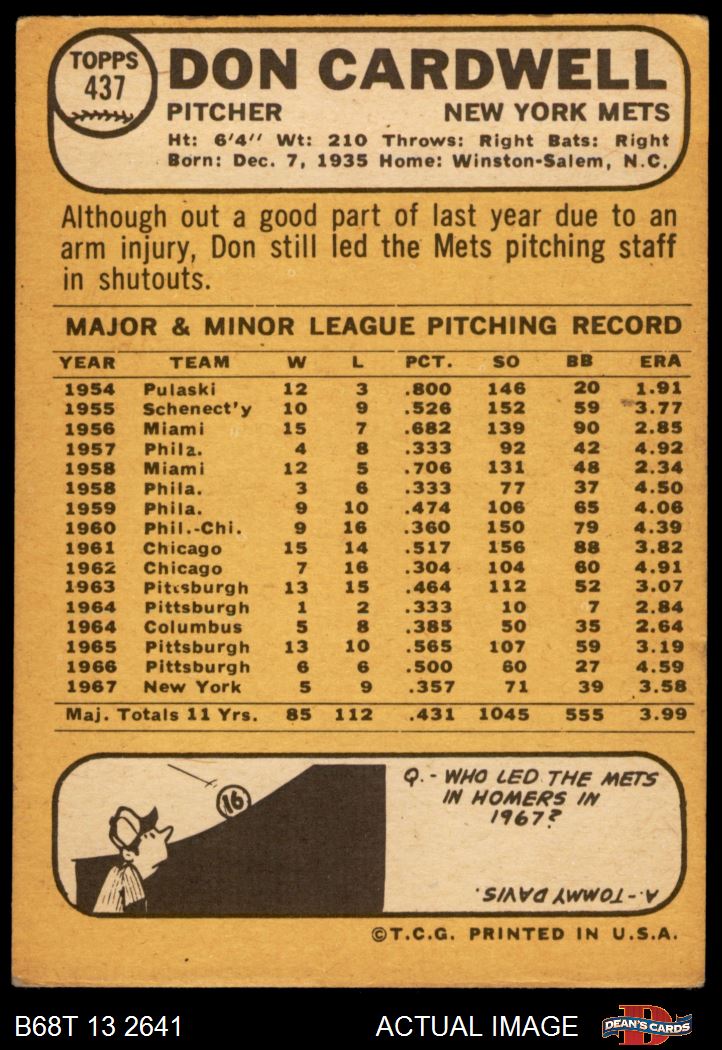 TOPPS
437
DON CARDWELL
PITCHER NEW YORK METS
Ht: 6'4" Wt: 210 Throws: Right Bats: Right
Born: Dec. 7, 1935 Home: Winston-Salem, N.C.
Although out a good part of last year due to an
arm injury, Don still led the Mets pitching staff
in shutouts.
MAJOR & MINOR LEAGUE PITCHING RECORD
YEAR TEAM W L PCT. SO BB ERA
1954 Pulaski 12 3 .800 146 20 1.91
1955 Schenect'y 10 9 .526 152 59 3.77
1956 Miami 15 7 .682 139 90 2.85
1957 Phila. 4 8 .333 92 42 4.92
1958 Miami 12 5 .706 131 48 2.34
1958 Phila. 3 6 .333 77 37 4.50
1959 Phila. 9 10 .474 106 65 4.06
1960 Phil.-Chi. 9 16 .360 150 79 4.39
1961 Chicago 15 14 .517 156 88 3.82
1962 Chicago 7 16 .304 104 60 4.91
1963 Pittsburgh 13 15 .464 112 52 3.07
1964 Pittsburgh 1 2 .333 10 7 2.84
1964 Columbus 5 8 .385 50 35 2.64
1965 Pittsburgh 13 10 .565 107 59 3.19
1966 Pittsburgh 6 6 .500 60 27 4.59
1967 New York 5 9 .357 71 39 3.58
Maj. Totals 11 Yrs. 85 112 .431 1045 555 3.99
16
Q.- WHO LED THE METS
IN HOMERS IN
1967?
A.-TOMMY DAVIS.
©T.C.G. PRINTED IN U.S.A.
B68T 13 2641 ACTUAL IMAGE
D
DEAN'S CARDS